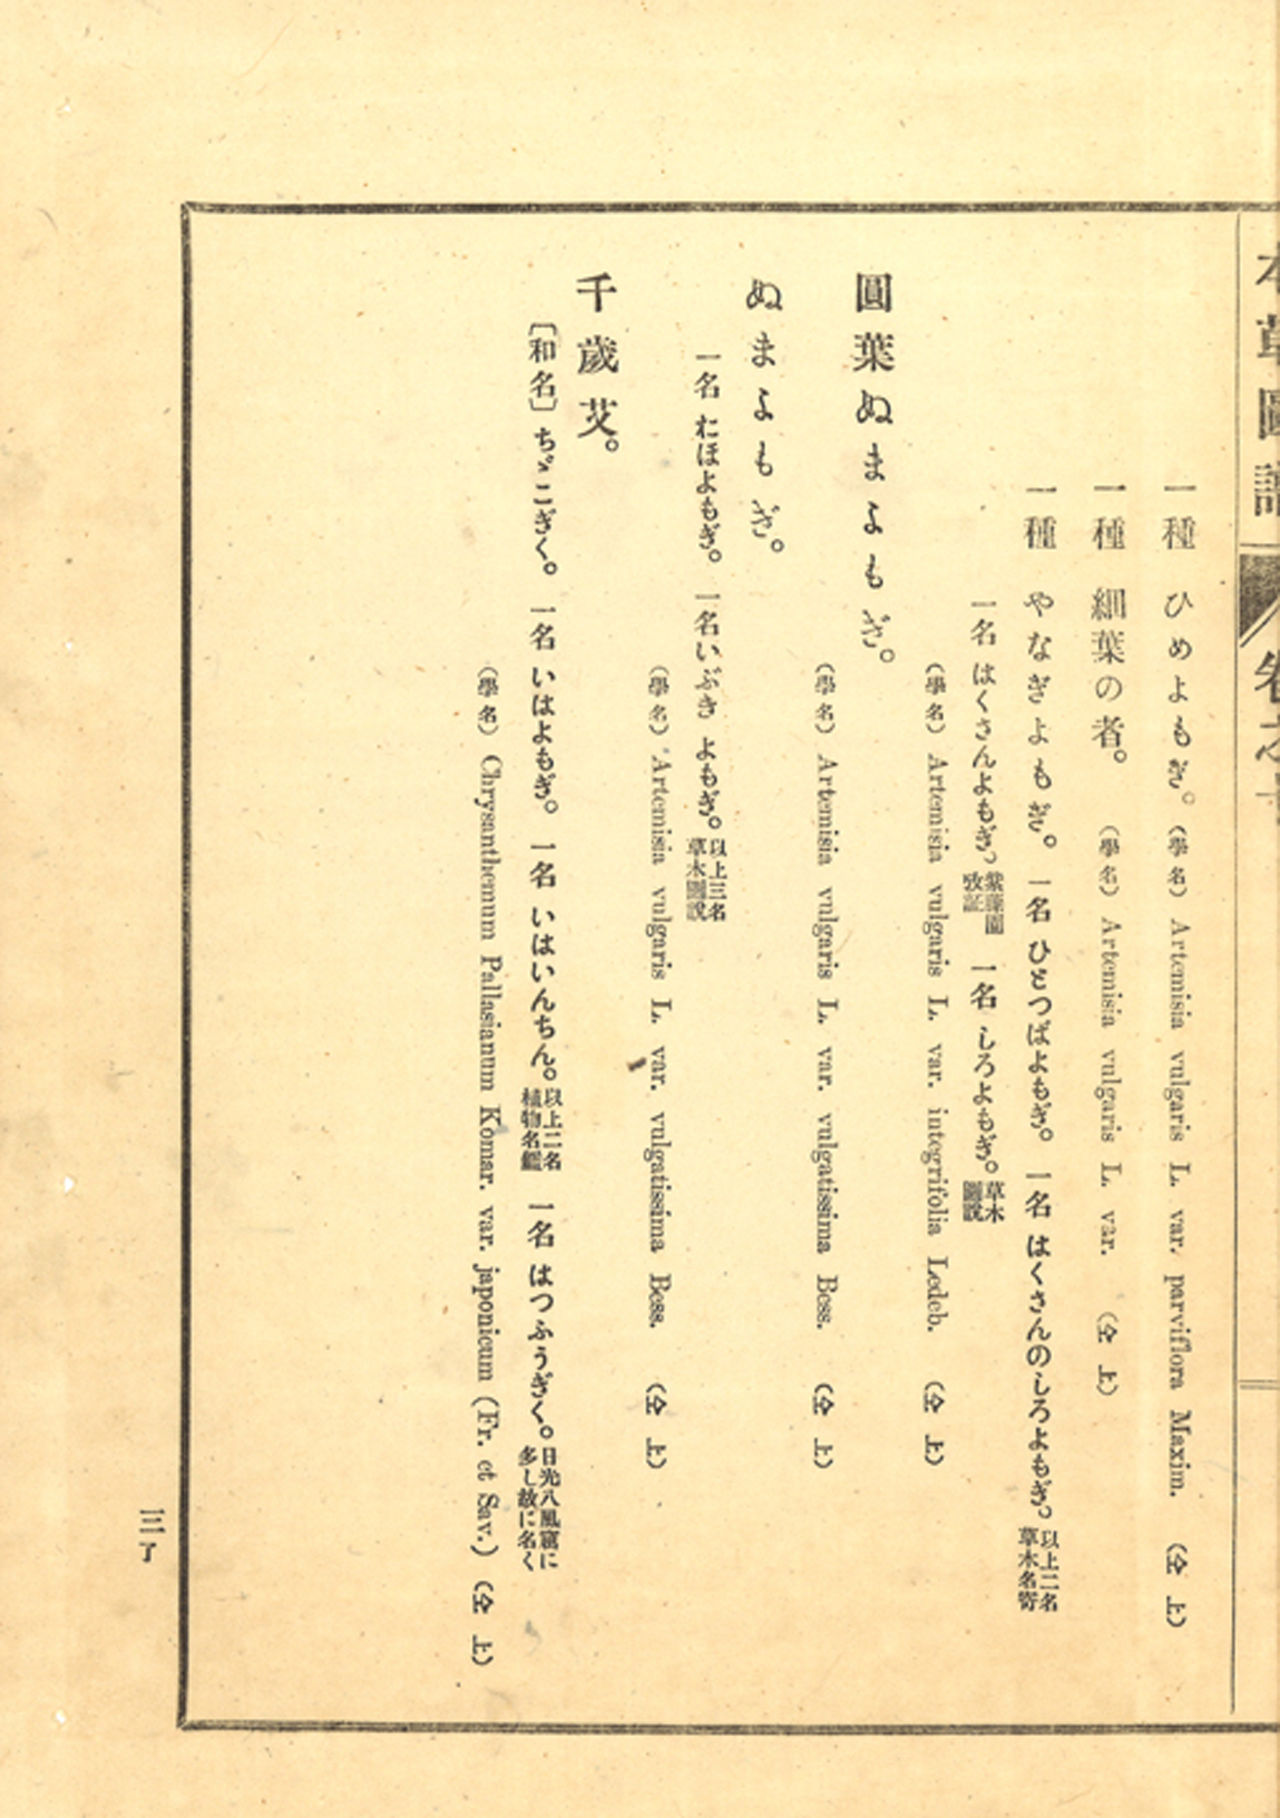 本草圖譜
一種 ひめよもぎ。(學名) Artemisia vulgaris L. var. parviflora Maxim. (仝上)
一種 細葉の者。(學名) Artemisia vulgaris L. var. (仝上)
一種 やなぎよもぎ。一名 ひとつばよもぎ。一名 はくさんのしろよもぎ。以上二名草木名寄
一名 はくさんよもぎ。紫藤園攷証 一名 しろよもぎ。草木圖説
(學名) Artemisia vulgaris L. var. integrifolia Ledeb. (仝上)
圓葉ぬまよもぎ。
(學名) Artemisia vulgaris L. var. vulgatissima Bess. (仝上)
ぬまよもぎ。
一名 むほよもぎ。一名 いぶきよもぎ。以上三名草木圖説
(學名) Artemisia vulgaris L. var. vulgatissima Bess. (仝上)
千歲艾。
〔和名〕ちゞこぎく。一名 いはよもぎ。一名 いはいんちん。以上二名植物名鑑 一名 はつふうぎく。日光八風窟に多し故に名く
(學名) Chrysanthemum Pallasianum Komar. var. japonicum (Fr. et Sav.) (仝上)
三了